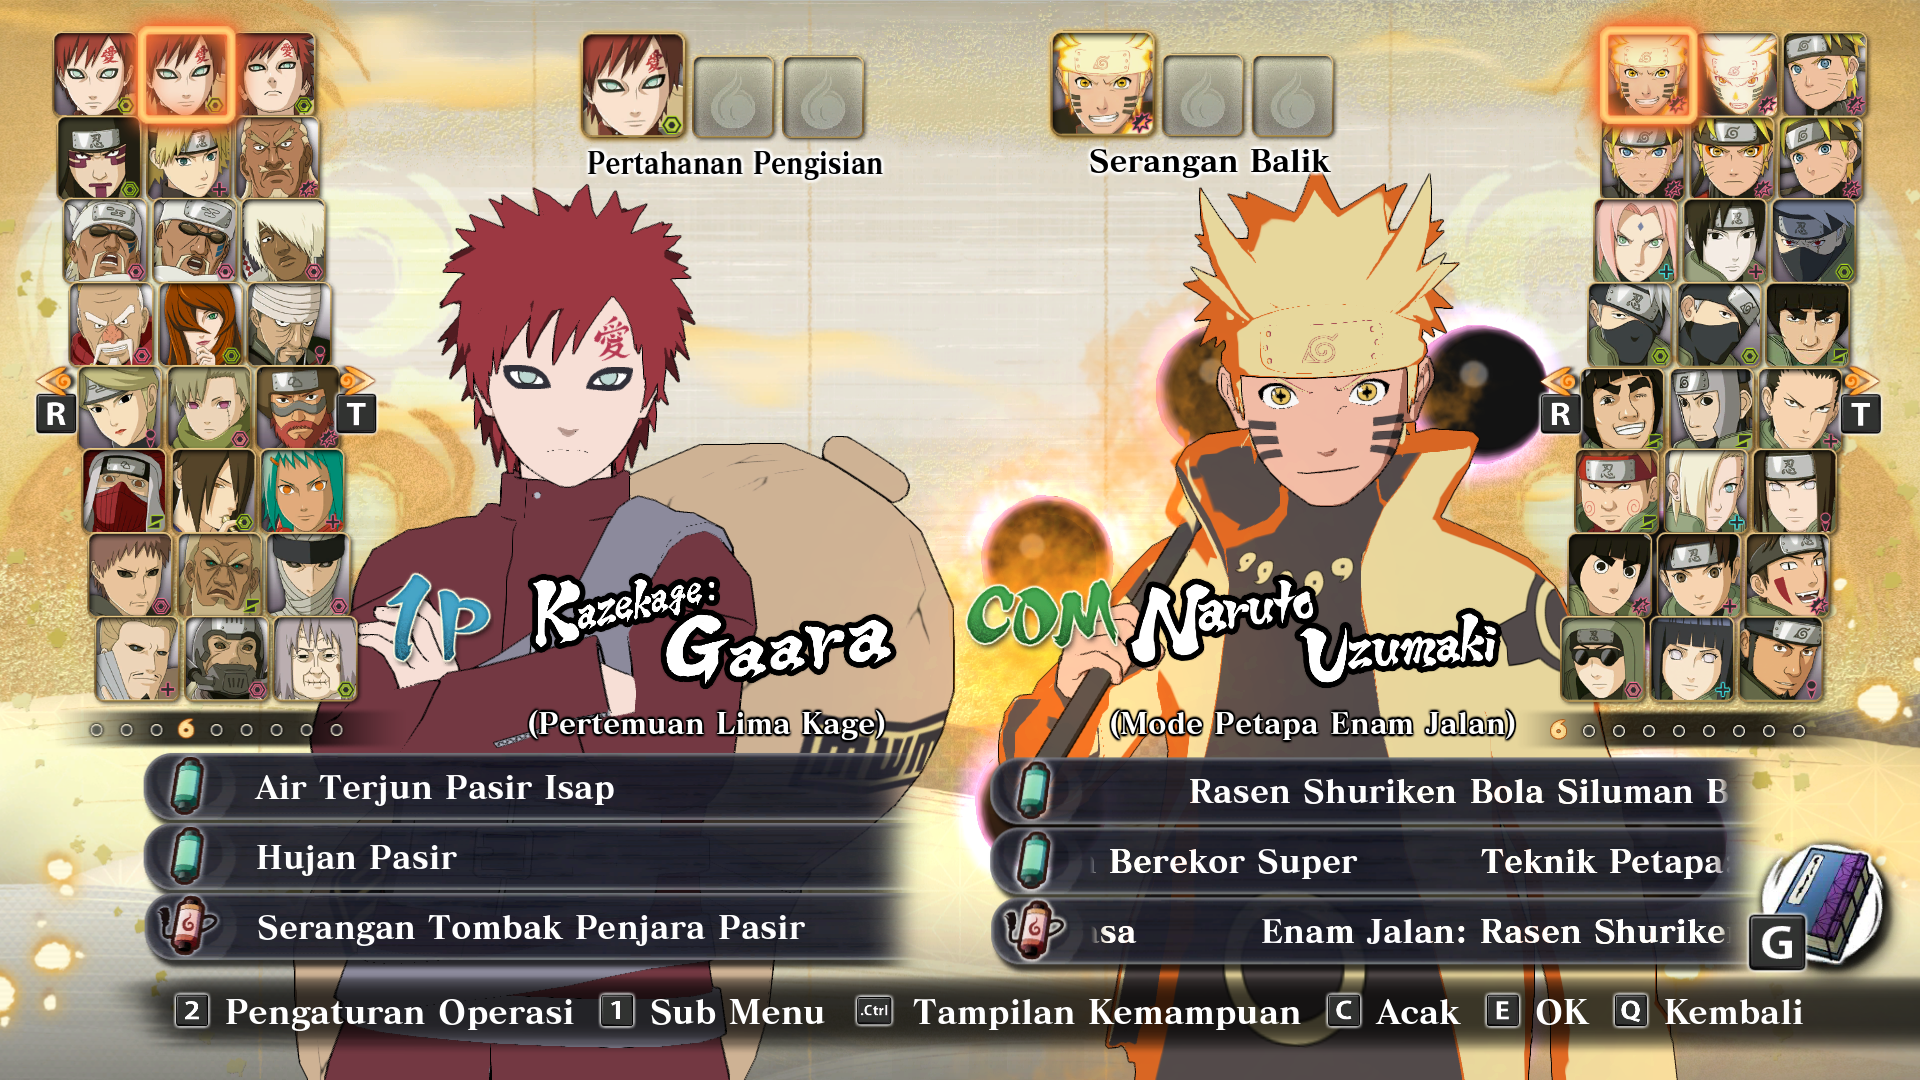 Pertahanan Pengisian
Serangan Balik
愛
R
T
R
T
1P
Kazekage:
Gaara
(Pertemuan Lima Kage)
COM
Naruto
Uzumaki
(Mode Petapa Enam Jalan)
Air Terjun Pasir Isap
Hujan Pasir
Serangan Tombak Penjara Pasir
Rasen Shuriken Bola Siluman B
Berekor Super Teknik Petapa
asa Enam Jalan: Rasen Shurike
G
2 Pengaturan Operasi 1 Sub Menu .Ctrl Tampilan Kemampuan C Acak E OK Q Kembali